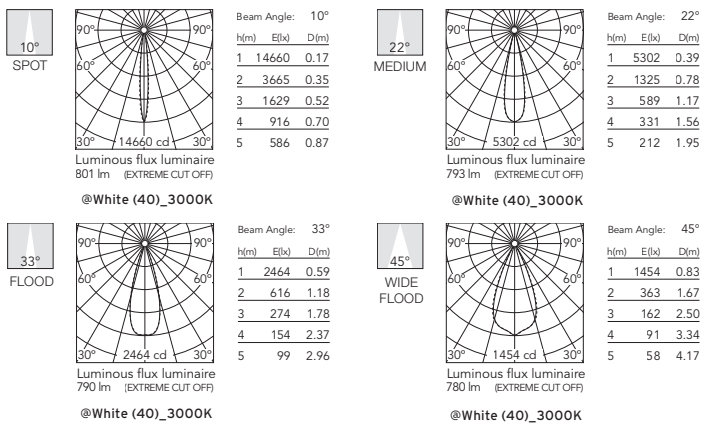 10°
SPOT
90° 90°
60° 60°
30° 14660 cd 30°
Luminous flux luminaire
801 lm (EXTREME CUT OFF)
@White (40)_3000K
Beam Angle: 10°
h(m) E(lx) D(m)
1 14660 0.17
2 3665 0.35
3 1629 0.52
4 916 0.70
5 586 0.87
22°
MEDIUM
90° 90°
60° 60°
30° 5302 cd 30°
Luminous flux luminaire
793 lm (EXTREME CUT OFF)
@White (40)_3000K
Beam Angle: 22°
h(m) E(lx) D(m)
1 5302 0.39
2 1325 0.78
3 589 1.17
4 331 1.56
5 212 1.95
33°
FLOOD
90° 90°
60° 60°
30° 2464 cd 30°
Luminous flux luminaire
790 lm (EXTREME CUT OFF)
@White (40)_3000K
Beam Angle: 33°
h(m) E(lx) D(m)
1 2464 0.59
2 616 1.18
3 274 1.78
4 154 2.37
5 99 2.96
45°
WIDE
FLOOD
90° 90°
60° 60°
30° 1454 cd 30°
Luminous flux luminaire
780 lm (EXTREME CUT OFF)
@White (40)_3000K
Beam Angle: 45°
h(m) E(lx) D(m)
1 1454 0.83
2 363 1.67
3 162 2.50
4 91 3.34
5 58 4.17